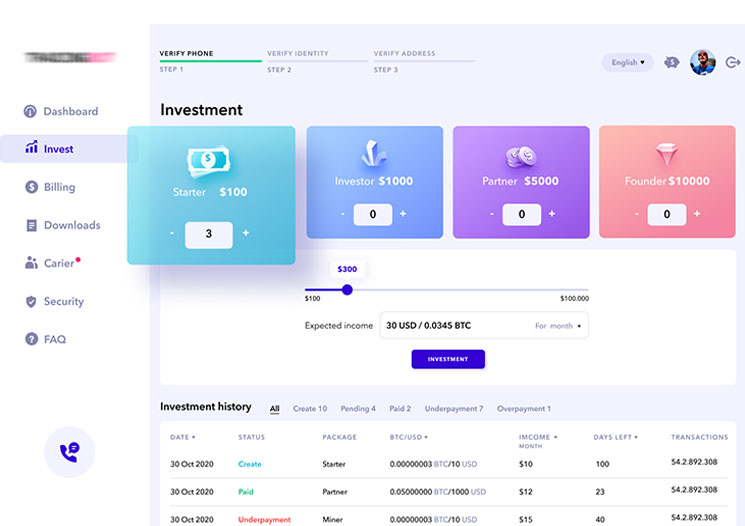 VERIFY PHONE VERIFY IDENTITY VERIFY ADDRESS
STEP 1 STEP 2 STEP 3
English
Investment
Dashboard
Invest
Billing
Downloads
Carier
Security
FAQ
Starter $100
- 3 +
Investor $1000
- 0 +
Partner $5000
- 0 +
Founder $10000
- 0 +
$300
$100 $100.000
Expected income 30 USD / 0.0345 BTC For month
INVESTMENT
Investment history All Create 10 Pending 4 Paid 2 Underpayment 7 Overpayment 1
DATE STATUS PACKAGE BTC/USD IMCOME DAYS LEFT TRANSACTIONS
MONTH
30 Oct 2020 Create Starter 0.00000003 BTC/10 USD $10 100 54.2.892.308
30 Oct 2020 Paid Partner 0.05000000 BTC/1000 USD $12 23 54.2.892.308
30 Oct 2020 Underpayment Miner 0.00000003 BTC/10 USD $15 40 54.2.892.308